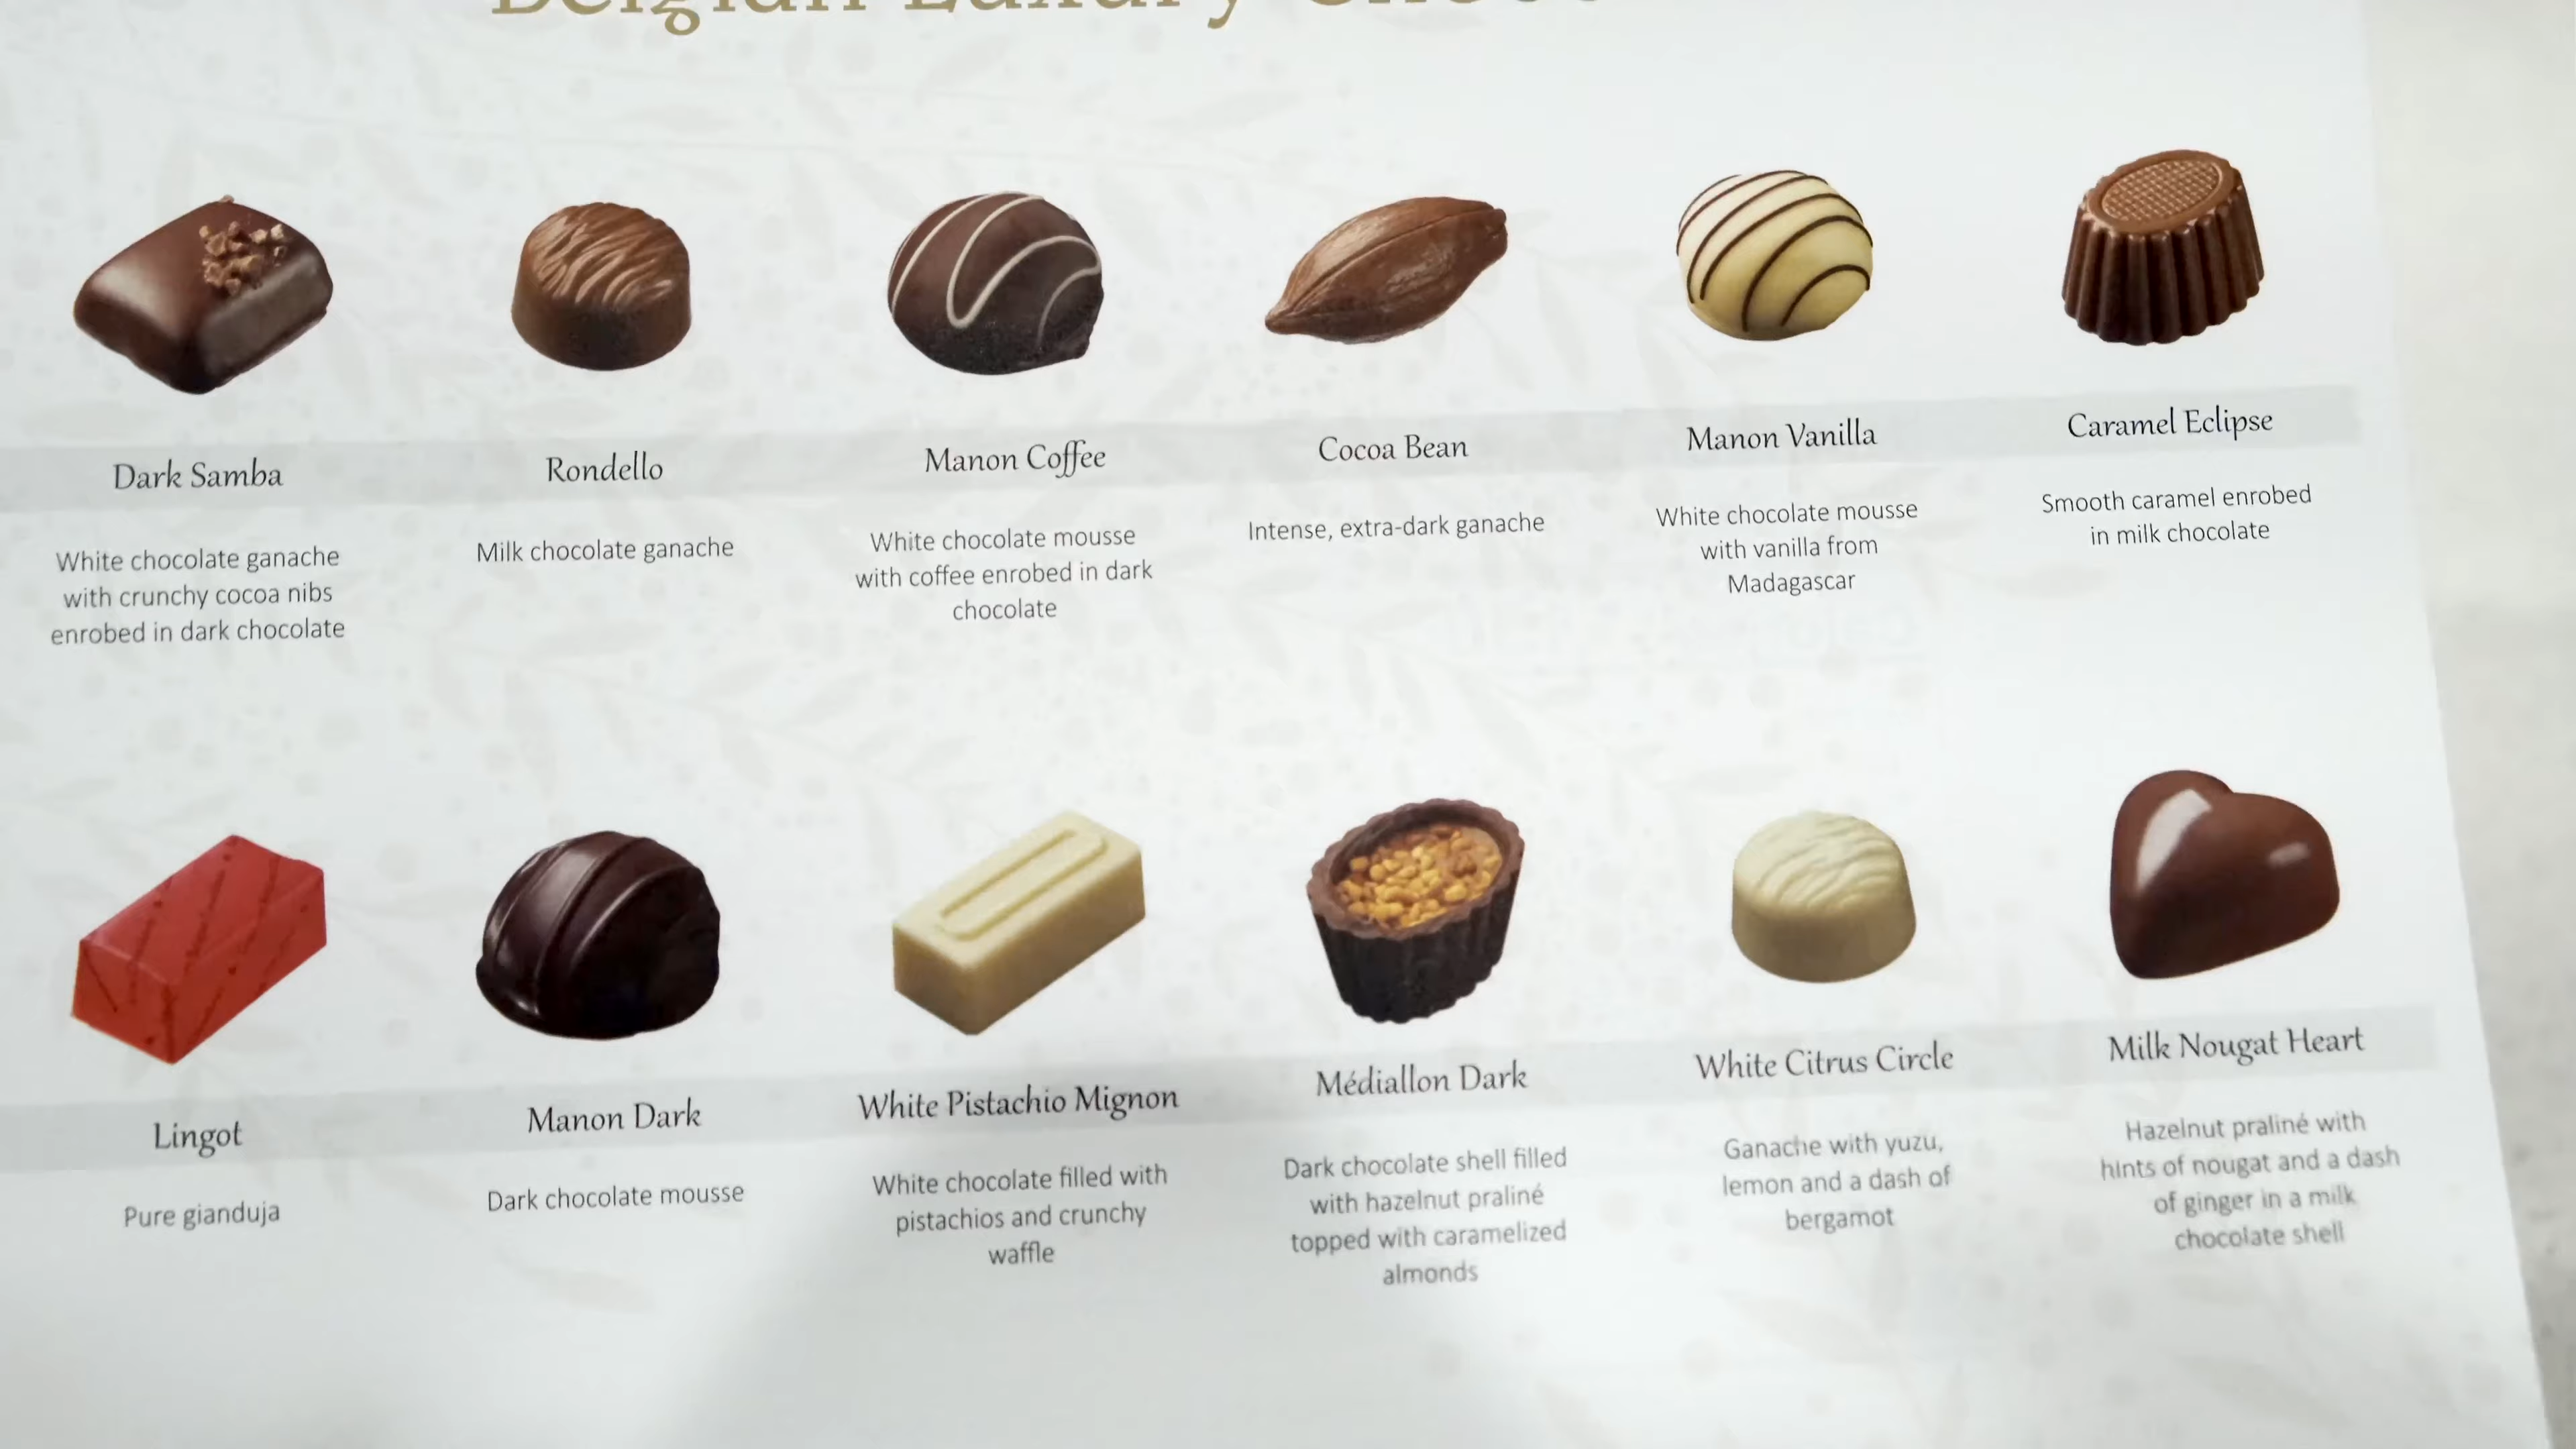 Belgian Luxury
Dark Samba
White chocolate ganache
with crunchy cocoa nibs
enrobed in dark chocolate
Rondello
Milk chocolate ganache
Manon Coffee
White chocolate mousse
with coffee enrobed in dark
chocolate
Cocoa Bean
Intense, extra-dark ganache
Manon Vanilla
White chocolate mousse
with vanilla from
Madagascar
Caramel Eclipse
Smooth caramel enrobed
in milk chocolate
Lingot
Pure gianduja
Manon Dark
Dark chocolate mousse
White Pistachio Mignon
White chocolate filled with
pistachios and crunchy
waffle
Médiallon Dark
Dark chocolate shell filled
with hazelnut praliné
topped with caramelized
almonds
White Citrus Circle
Ganache with yuzu,
lemon and a dash of
bergamot
Milk Nougat Heart
Hazelnut praliné with
hints of nougat and a dash
of ginger in a milk
chocolate shell